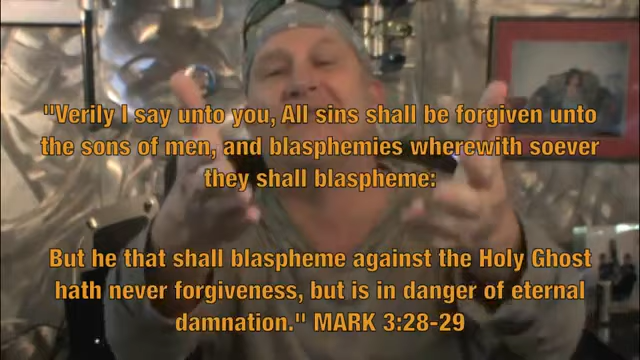 "Verily I say unto you, All sins shall be forgiven unto
the sons of men, and blasphemies wherewith soever
they shall blaspheme:
But he that shall blaspheme against the Holy Ghost
hath never forgiveness, but is in danger of eternal
damnation." MARK 3:28-29